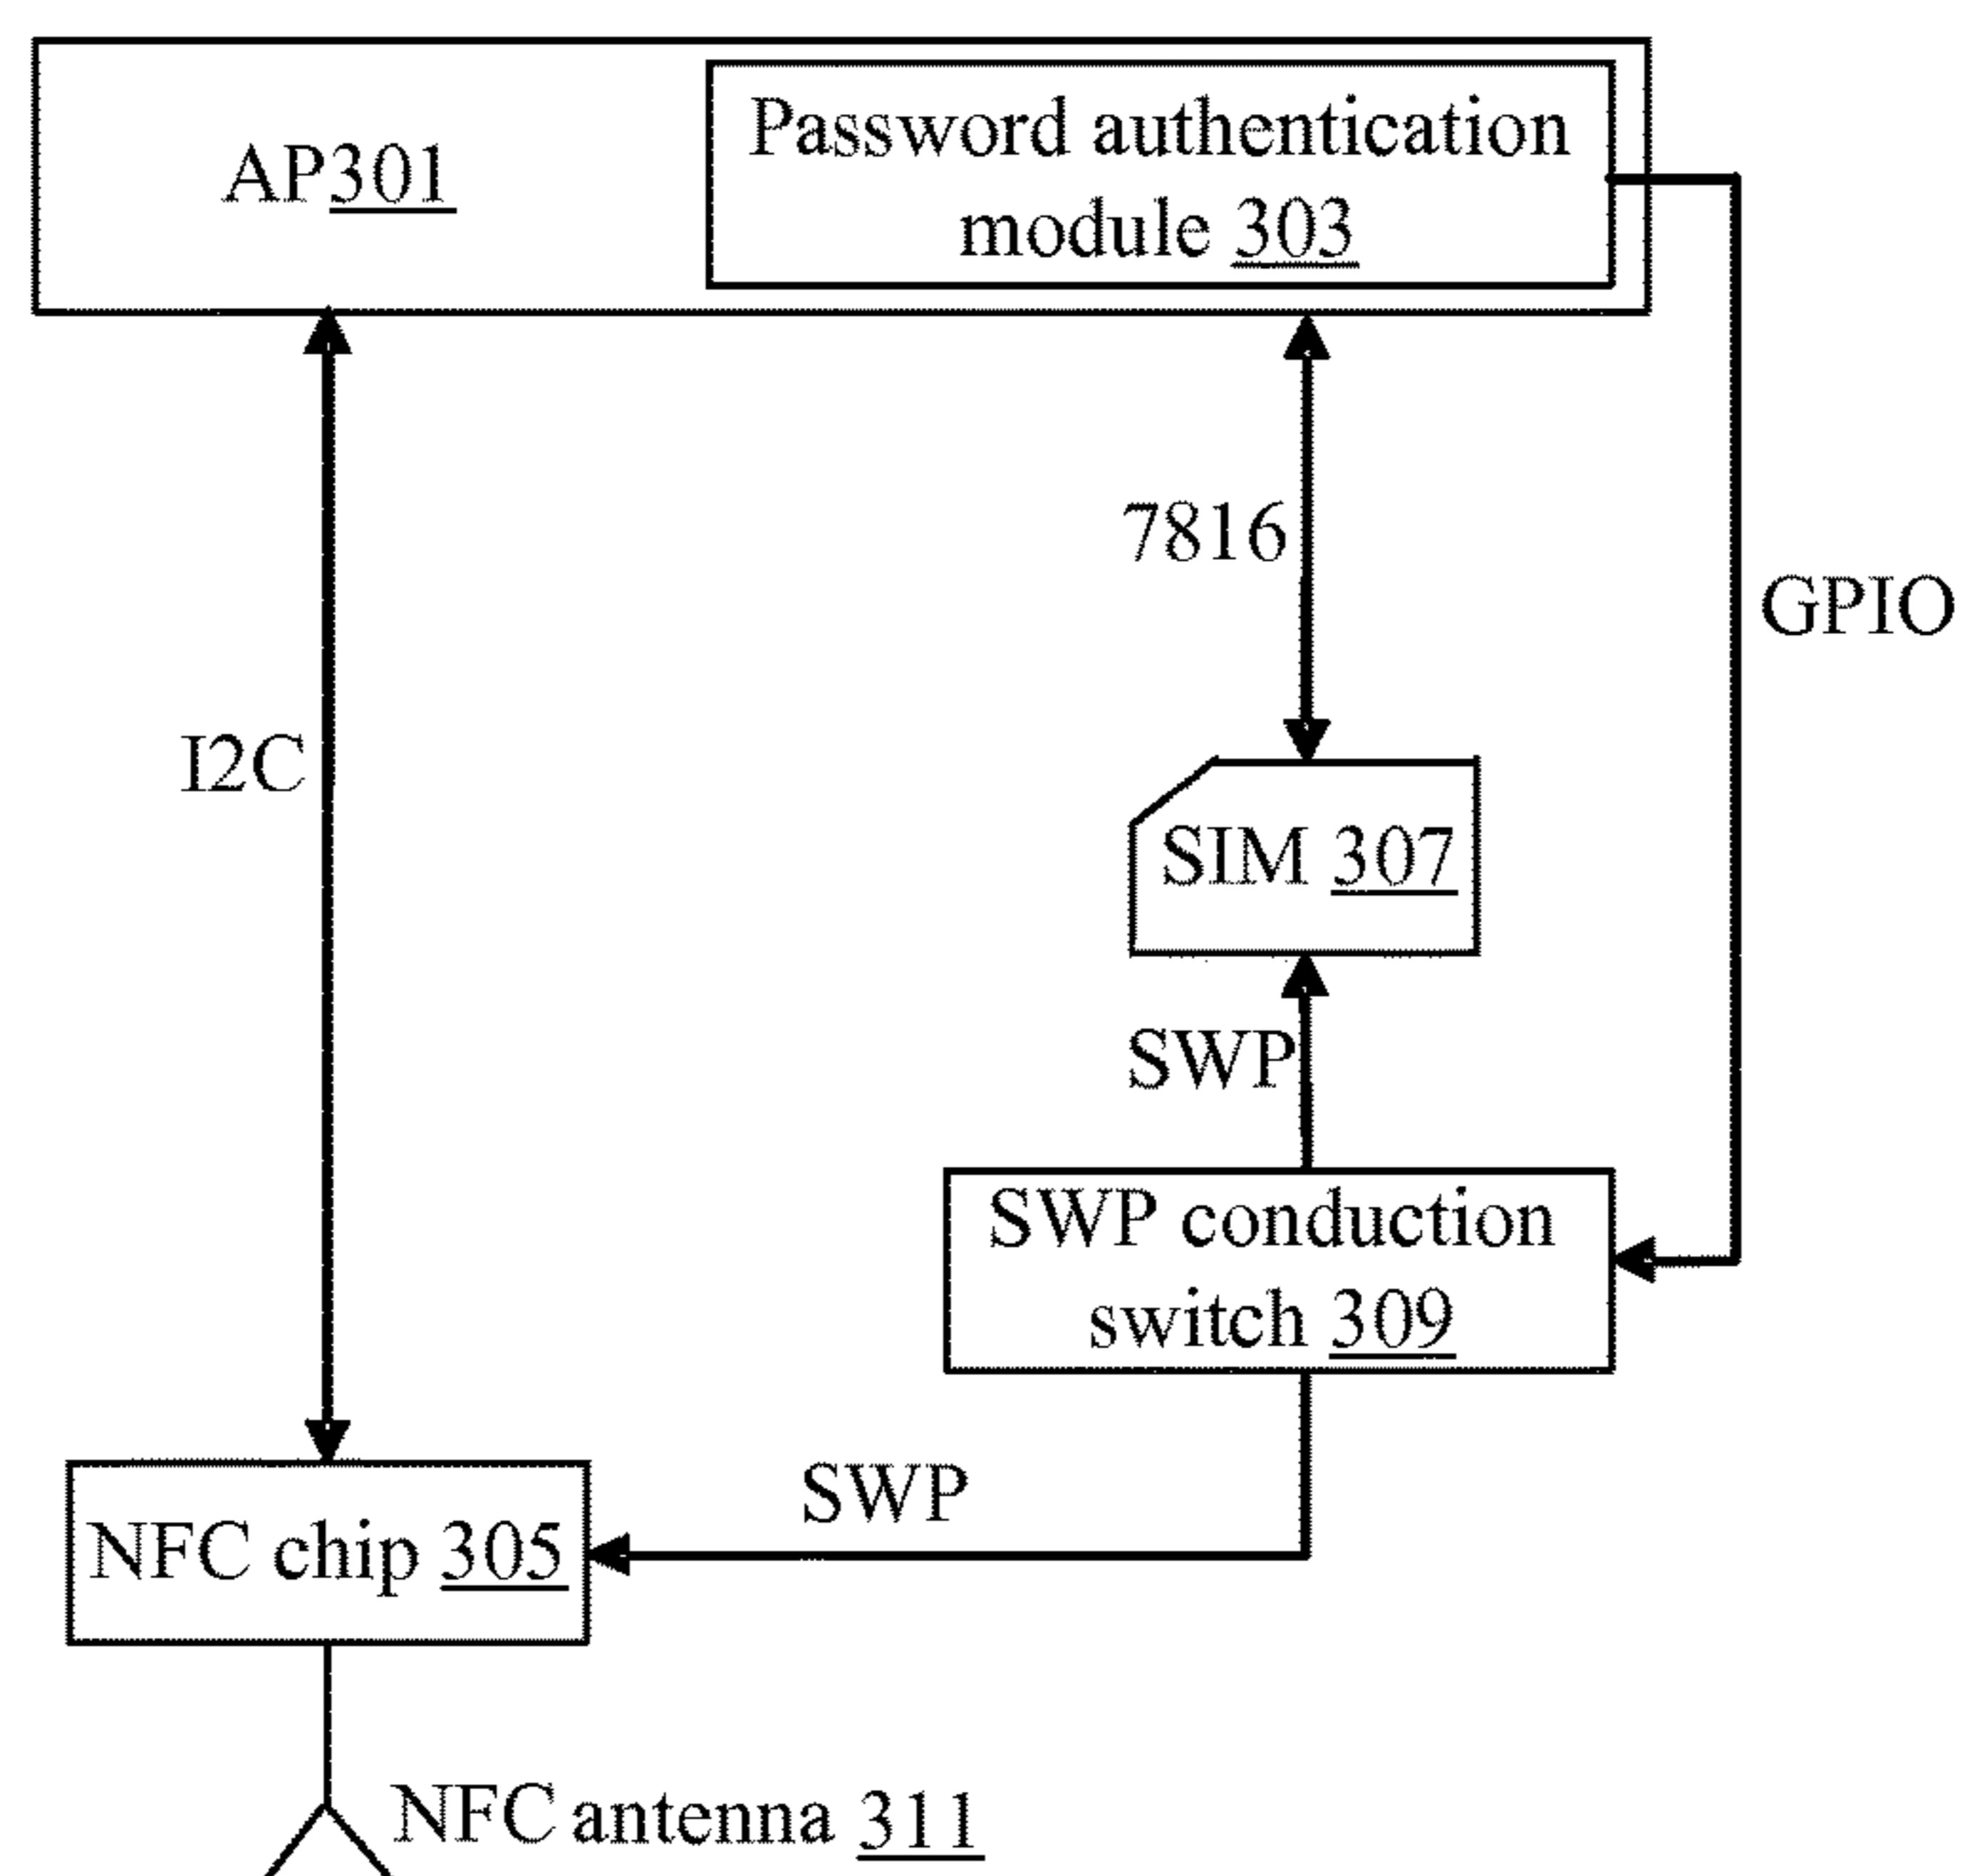 AP301
Password authentication
module 303
7816
GPIO
I2C
SIM 307
SWP
SWP conduction
switch 309
SWP
NFC chip 305
NFC antenna 311